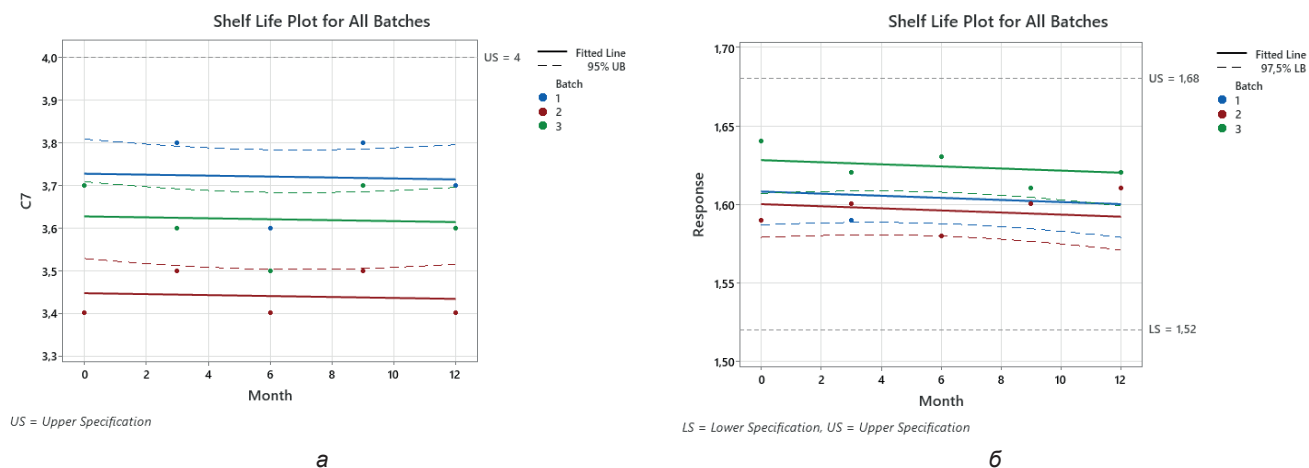 Shelf Life Plot for All Batches
4,0
3,9
3,8
3,7
3,6
3,5
3,4
3,3
C7
0 2 4 6 8 10 12
Month
US = 4
Fitted Line
95% UB
Batch
1
2
3
US = Upper Specification
а
Shelf Life Plot for All Batches
1,70
1,65
1,60
1,55
1,50
Response
0 2 4 6 8 10 12
Month
US = 1,68
LS = 1,52
Fitted Line
97,5% LB
Batch
1
2
3
LS = Lower Specification, US = Upper Specification
б